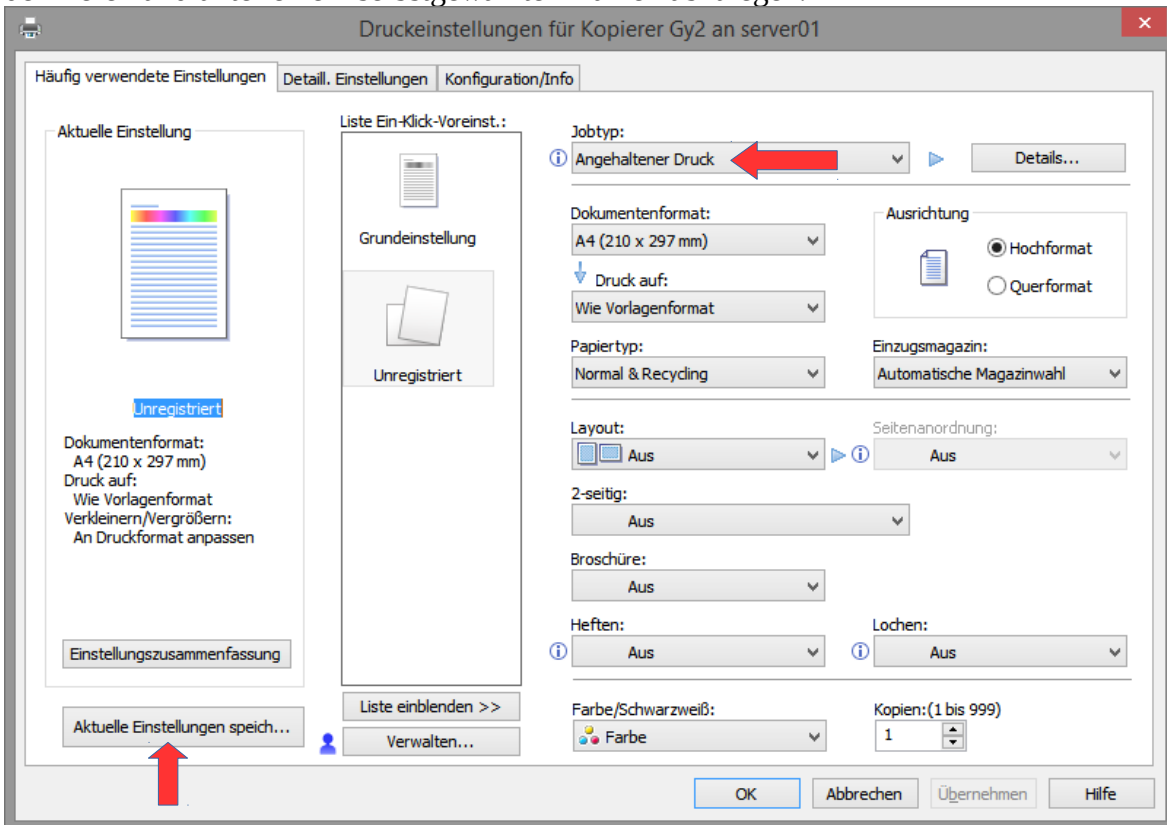 Druckeinstellungen für Kopierer Gy2 an server01
Häufig verwendete Einstellungen Detaill. Einstellungen Konfiguration/Info
Aktuelle Einstellung
Unregistriert
Dokumentenformat:
A4 (210 x 297 mm)
Druck auf:
Wie Vorlagenformat
Verkleinern/Vergrößern:
An Druckformat anpassen
Einstellungszusammenfassung
Aktuelle Einstellungen speich...
Liste Ein-Klick-Voreinst.:
Grundeinstellung
Unregistriert
Liste einblenden >>
Verwalten...
Jobtyp:
Angehaltener Druck
Details...
Dokumentenformat:
A4 (210 x 297 mm)
Druck auf:
Wie Vorlagenformat
Ausrichtung
Hochformat
Querformat
Papiertyp:
Normal & Recycling
Einzugsmagazin:
Automatische Magazinwahl
Layout:
Aus
Seitenanordnung:
Aus
2-seitig:
Aus
Broschüre:
Aus
Heften:
Aus
Lochen:
Aus
Farbe/Schwarzweiß:
Farbe
Kopien:(1 bis 999)
1
OK Abbrechen Übernehmen Hilfe